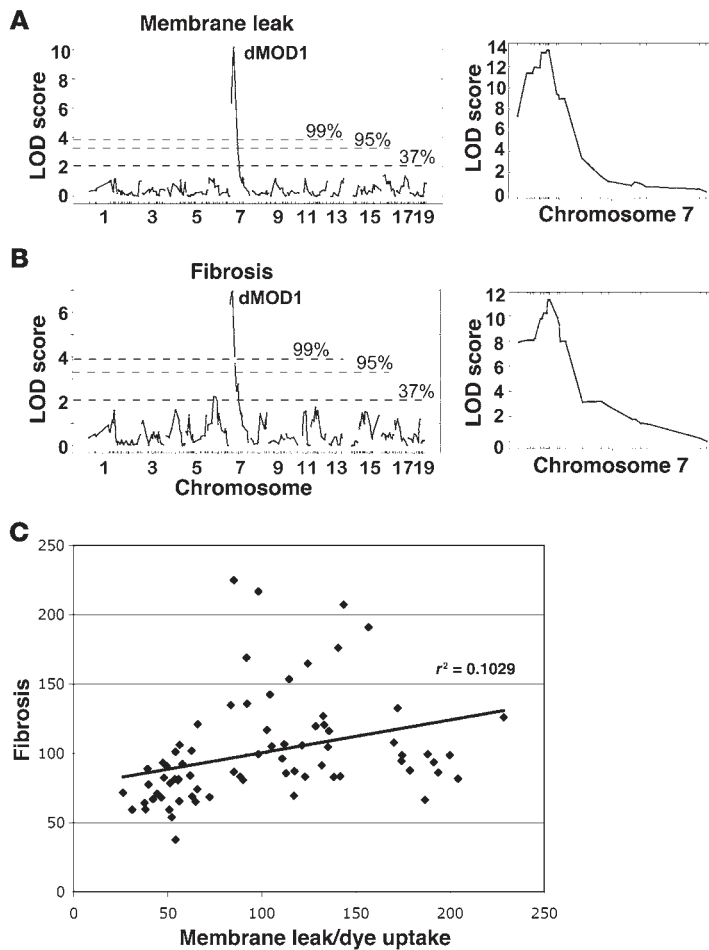 A
Membrane leak
LOD score
10
8
6
4
2
0
dMOD1
99%
95%
37%
1 3 5 7 9 11 13 15 1719
LOD score
14
12
10
8
6
4
2
0
Chromosome 7
B
Fibrosis
LOD score
6
4
2
0
dMOD1
99%
95%
37%
1 3 5 7 9 11 13 15 1719
Chromosome
LOD score
12
10
8
6
4
2
0
Chromosome 7
C
Fibrosis
250
200
150
100
50
0
r² = 0.1029
0 50 100 150 200 250
Membrane leak/dye uptake